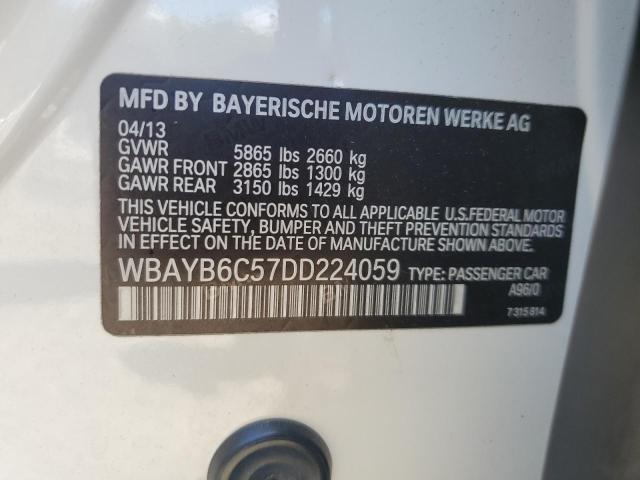 MFD BY BAYERISCHE MOTOREN WERKE AG
04/13
GVWR 5865 lbs 2660 kg
GAWR FRONT 2865 lbs 1300 kg
GAWR REAR 3150 lbs 1429 kg
THIS VEHICLE CONFORMS TO ALL APPLICABLE U.S.FEDERAL MOTOR
VEHICLE SAFETY, BUMPER AND THEFT PREVENTION
STANDARDS IN EFFECT ON THE DATE OF MANUFACTURE SHOWN ABOVE.
WBAYB6C57DD224059 TYPE: PASSENGER CAR
A96/0
7315814